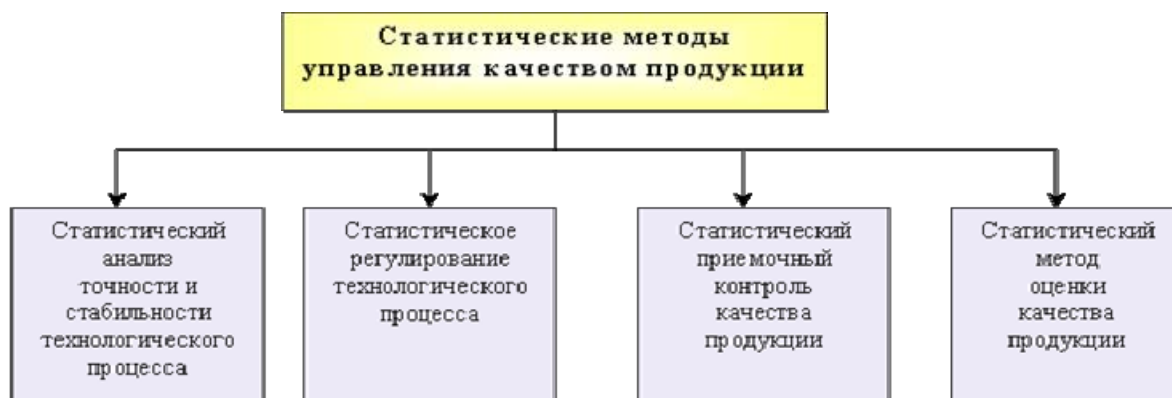 Статистические методы
управления качеством продукции
Статистический
анализ
точности и
стабильности
технологического
процесса
Статистическое
регулирование
технологического
процесса
Статистический
приемочный
контроль
качества
продукции
Статистический
метод
оценки
качества
продукции